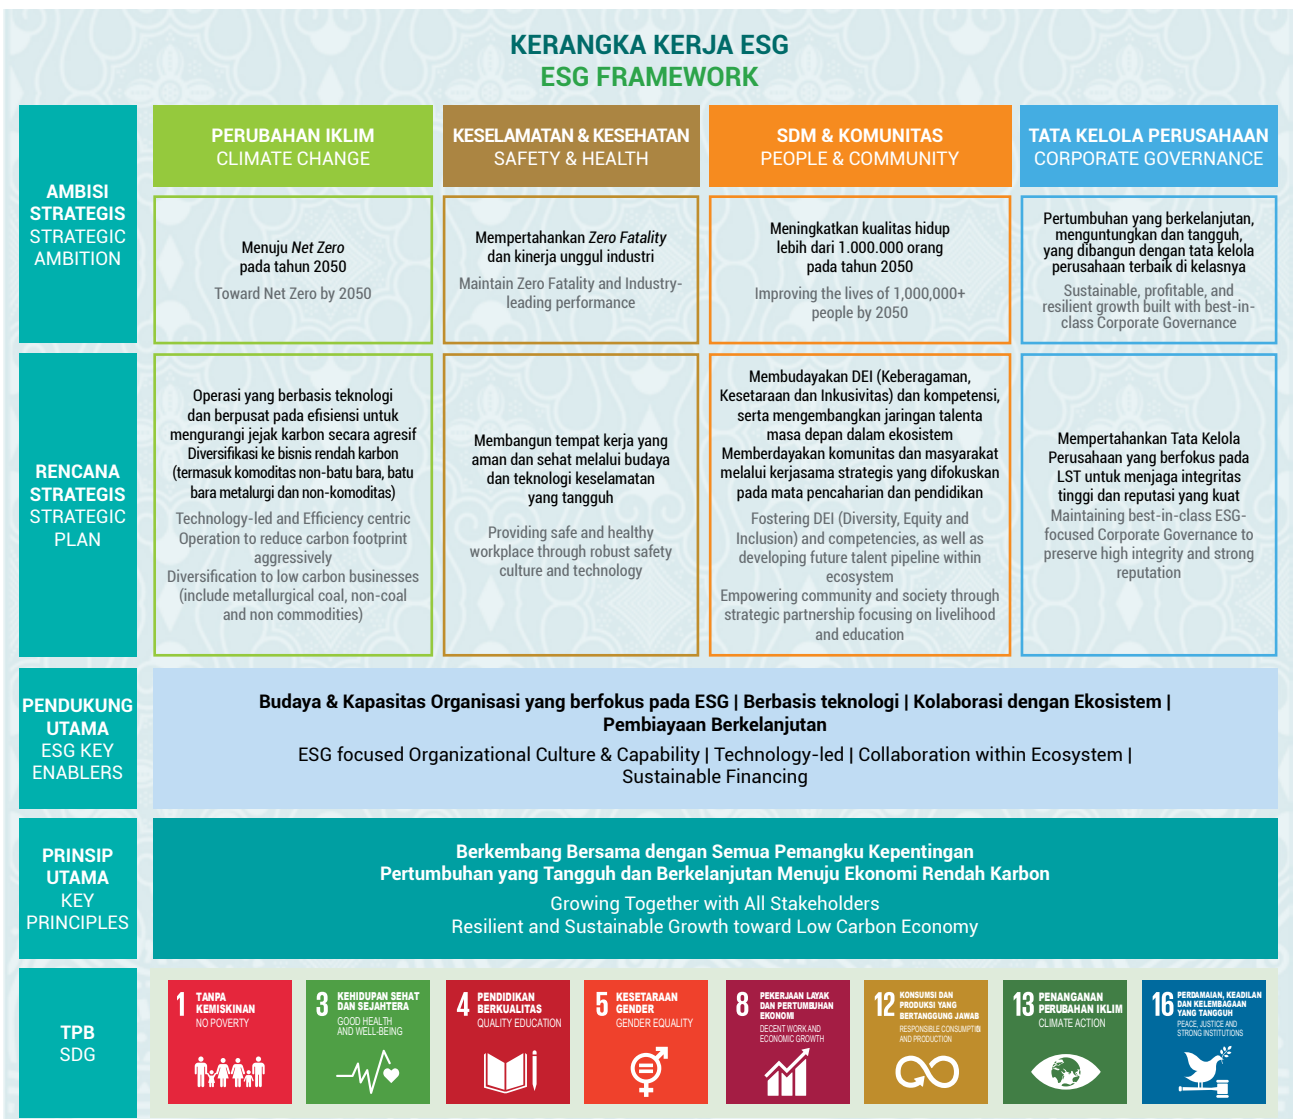 KERANGKA KERJA ESG
ESG FRAMEWORK
AMBISI
STRATEGIS
STRATEGIC
AMBITION
PERUBAHAN IKLIM
CLIMATE CHANGE
KESELAMATAN & KESEHATAN
SAFETY & HEALTH
SDM & KOMUNITAS
PEOPLE & COMMUNITY
TATA KELOLA PERUSAHAAN
CORPORATE GOVERNANCE
Menuju Net Zero
pada tahun 2050
Toward Net Zero by 2050
Mempertahankan Zero Fatality
dan kinerja unggul industri
Maintain Zero Fatality and Industry-
leading performance
Meningkatkan kualitas hidup
lebih dari 1.000.000 orang
pada tahun 2050
Improving the lives of 1,000,000+
people by 2050
Pertumbuhan yang berkelanjutan,
menguntungkan dan tangguh,
yang dibangun dengan tata kelola
perusahaan terbaik di kelasnya
Sustainable, profitable, and
resilient growth built with best-in-
class Corporate Governance
RENCANA
STRATEGIS
STRATEGIC
PLAN
Operasi yang berbasis teknologi
dan berpusat pada efisiensi untuk
mengurangi jejak karbon secara agresif
Diversifikasi ke bisnis rendah karbon
(termasuk komoditas non-batu bara, batu
bara metalurgi dan non-komoditas)
Technology-led and Efficiency centric
Operation to reduce carbon footprint
aggressively
Diversification to low carbon businesses
(include metallurgical coal, non-coal
and non commodities)
Membangun tempat kerja yang
aman dan sehat melalui budaya
dan teknologi keselamatan
yang tangguh
Providing safe and healthy
workplace through robust safety
culture and technology
Membudayakan DEI (Keberagaman,
Kesetaraan dan Inkusivitas) dan kompetensi,
serta mengembangkan jaringan talenta
masa depan dalam ekosistem
Memberdayakan komunitas dan masyarakat
melalui kerjasama strategis yang difokuskan
pada mata pencaharian dan pendidikan
Fostering DEI (Diversity, Equity and
Inclusion) and competencies, as well as
developing future talent pipeline within
ecosystem
Empowering community and society through
strategic partnership focusing on livelihood
and education
Mempertahankan Tata Kelola
Perusahaan yang berfokus pada
LST untuk menjaga integritas
tinggi dan reputasi yang kuat
Maintaining best-in-class ESG-
focused Corporate Governance to
preserve high integrity and strong
reputation
PENDUKUNG
UTAMA
ESG KEY
ENABLERS
Budaya & Kapasitas Organisasi yang berfokus pada ESG | Berbasis teknologi | Kolaborasi dengan Ekosistem |
Pembiayaan Berkelanjutan
ESG focused Organizational Culture & Capability | Technology-led | Collaboration within Ecosystem |
Sustainable Financing
PRINSIP
UTAMA
KEY
PRINCIPLES
Berkembang Bersama dengan Semua Pemangku Kepentingan
Pertumbuhan yang Tangguh dan Berkelanjutan Menuju Ekonomi Rendah Karbon
Growing Together with All Stakeholders
Resilient and Sustainable Growth toward Low Carbon Economy
TPB
SDG
1 TANPA
KEMISKINAN
NO POVERTY
3 KEHIDUPAN SEHAT
DAN SEJAHTERA
GOOD HEALTH
AND WELL-BEING
4 PENDIDIKAN
BERKUALITAS
QUALITY EDUCATION
5 KESETARAAN
GENDER
GENDER EQUALITY
8 PEKERJAAN LAYAK
DAN PERTUMBUHAN
EKONOMI
DECENT WORK AND
ECONOMIC GROWTH
12 KONSUMSI DAN
PRODUKSI YANG
BERTANGGUNG JAWAB
RESPONSIBLE CONSUMPTION
AND PRODUCTION
13 PENANGANAN
PERUBAHAN IKLIM
CLIMATE ACTION
16 PERDAMAIAN, KEADILAN
DAN KELEMBAGAAN
YANG TANGGUH
PEACE, JUSTICE AND
STRONG INSTITUTIONS